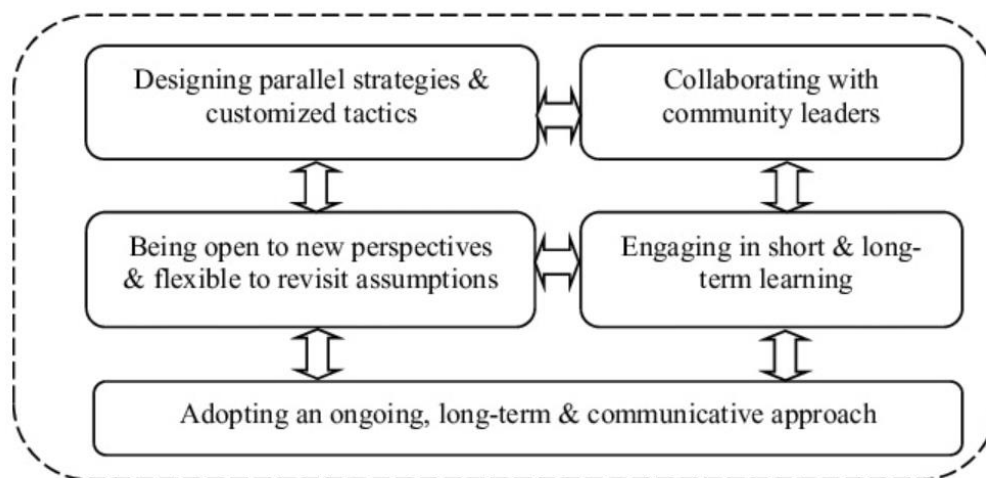 Designing parallel strategies &
customized tactics
Collaborating with
community leaders
Being open to new perspectives
& flexible to revisit assumptions
Engaging in short & long-
term learning
Adopting an ongoing, long-term & communicative approach